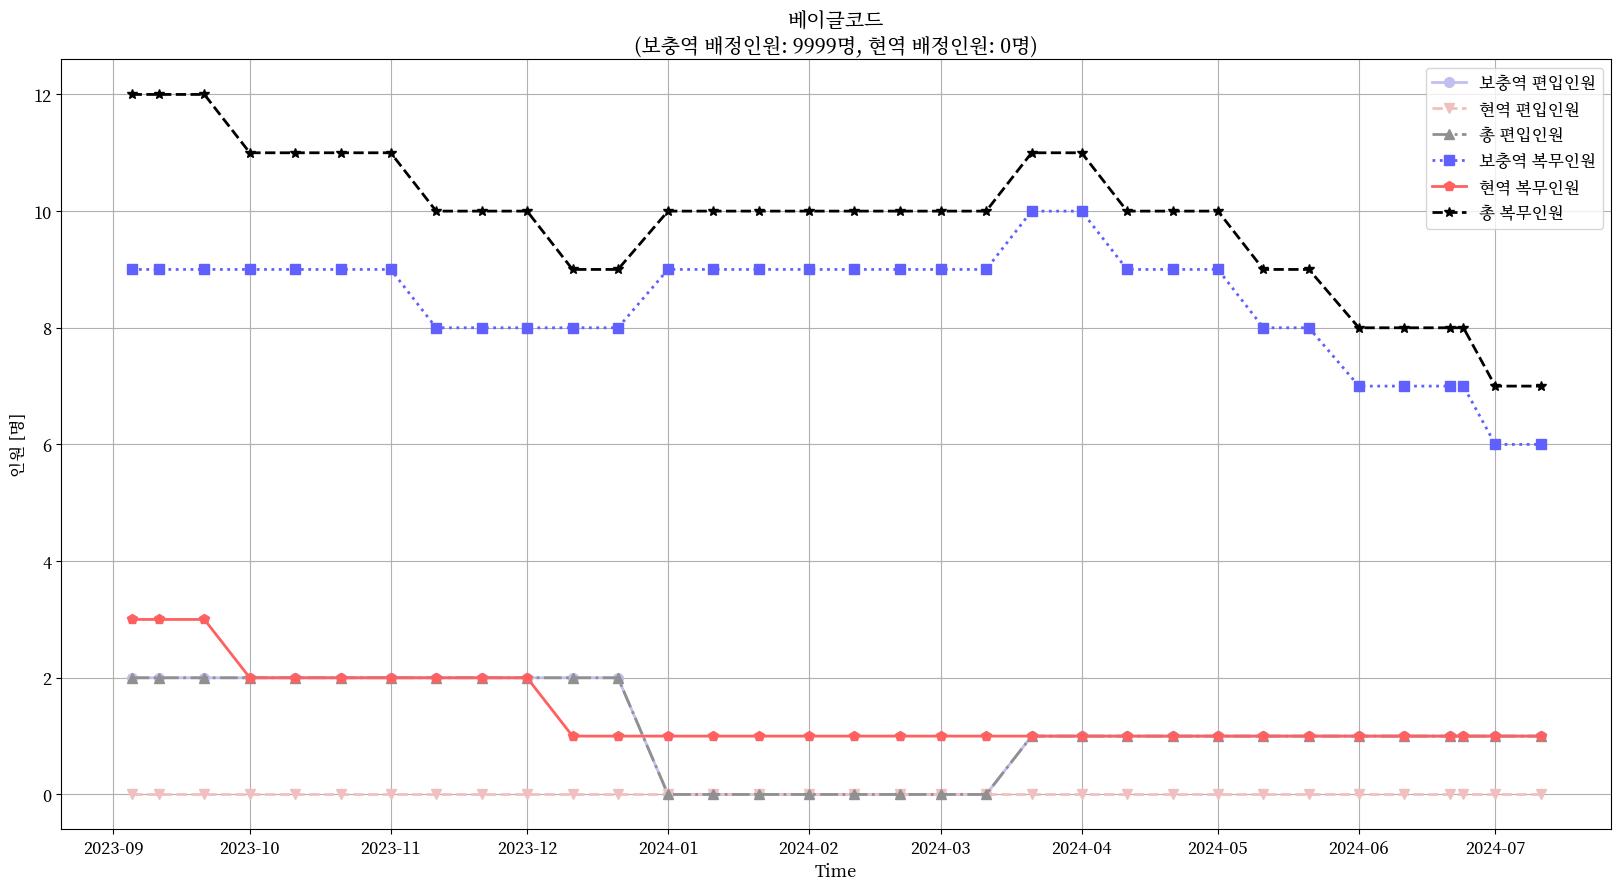 베이글코드
(보충역 배정인원: 9999명, 현역 배정인원: 0명)
보충역 편입인원
현역 편입인원
총 편입인원
보충역 복무인원
현역 복무인원
총 복무인원
인원 [명]
12
10
8
6
4
2
0
2023-09 2023-10 2023-11 2023-12 2024-01 2024-02 2024-03 2024-04 2024-05 2024-06 2024-07
Time